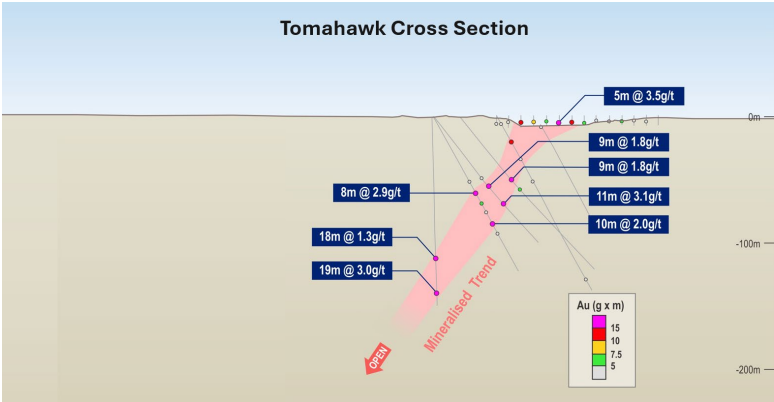 Tomahawk Cross Section
5m @ 3.5g/t
0m
9m @ 1.8g/t
9m @ 1.8g/t
8m @ 2.9g/t
11m @ 3.1g/t
10m @ 2.0g/t
18m @ 1.3g/t
-100m
19m @ 3.0g/t
Mineralised Trend
OPEN
Au (g x m)
15
10
7.5
5
-200m